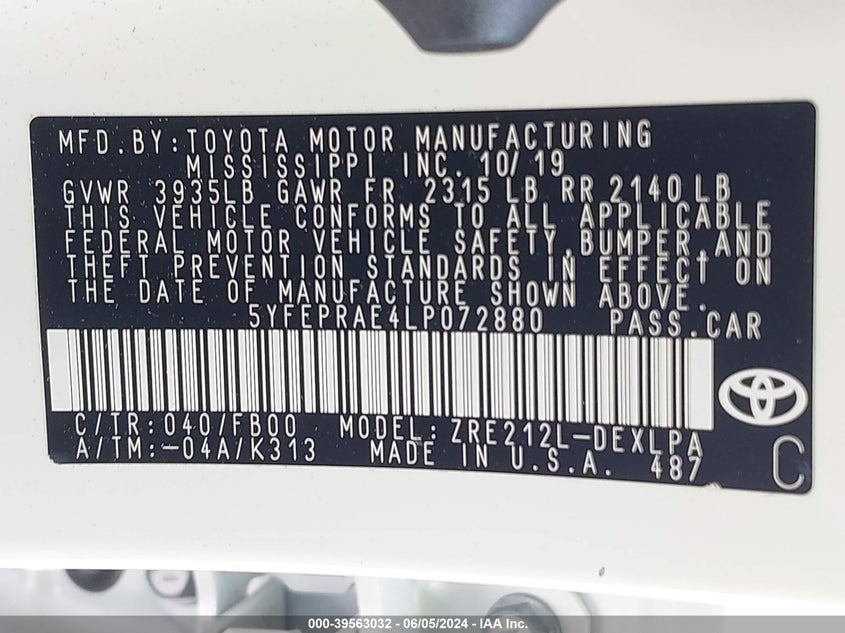 MFD.BY:TOYOTA MOTOR MANUFACTURING
MISSISSIPPI INC. 10/19
GVWR 3935LB GAWR FR 2315 LB RR 2140 LB
THIS VEHICLE CONFORMS TO ALL APPLICABLE
FEDERAL MOTOR VEHICLE SAFETY,BUMPER,AND
THEFT PREVENTION STANDARDS IN EFFECT ON
THE DATE OF MANUFACTURE SHOWN ABOVE.
5YFEPRAE4LP072880 PASS.CAR
C/TR: 040/FB00 MODEL: ZRE212L-DEXLPA
A/TM:-04A/K313 MADE IN U.S.A. 487
C
000-39563032 - 06/05/2024 - IAA Inc.